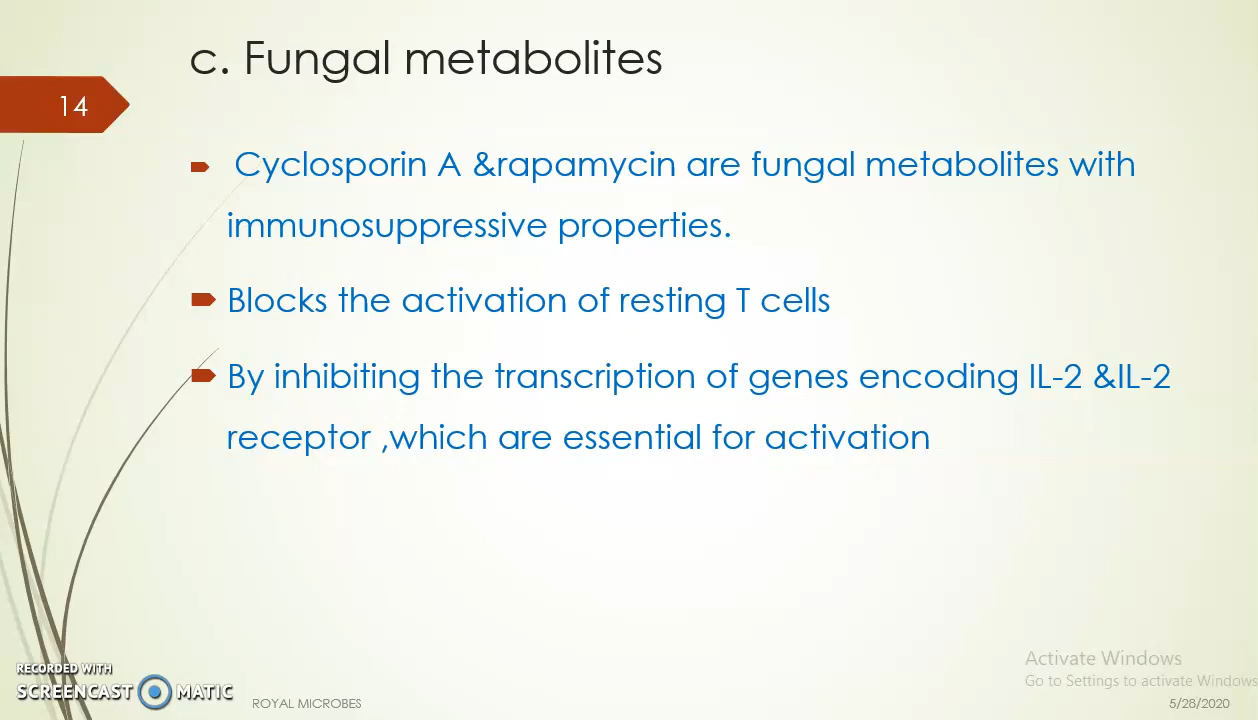 c. Fungal metabolites
14
Cyclosporin A &rapamycin are fungal metabolites with
immunosuppressive properties.
Blocks the activation of resting T cells
By inhibiting the transcription of genes encoding IL-2 &IL-2
receptor ,which are essential for activation
Activate Windows
Go to Settings to activate Windows
RECORDED WITH
SCREENCAST MATIC
ROYAL MICROBES
5/28/2020